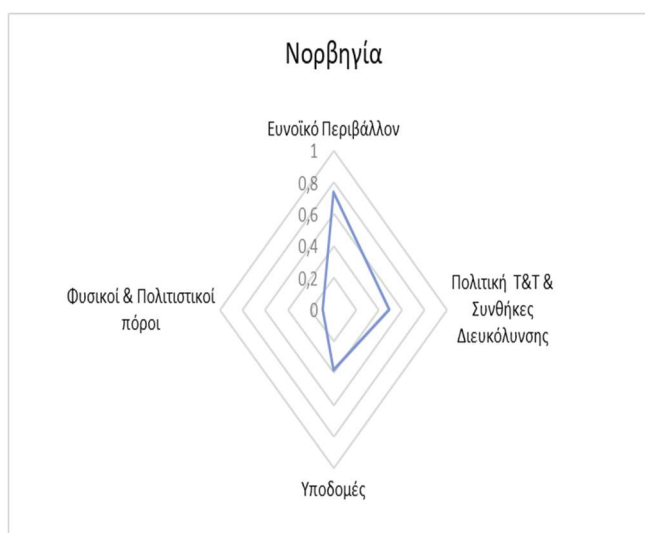 Νορβηγία
Ευνοϊκό Περιβάλλον
1
0,8
0,6
0,4
0,2
0
Πολιτική Τ&Τ &
Συνθήκες
Διευκόλυνσης
Φυσικοί & Πολιτιστικοί
πόροι
Υποδομές